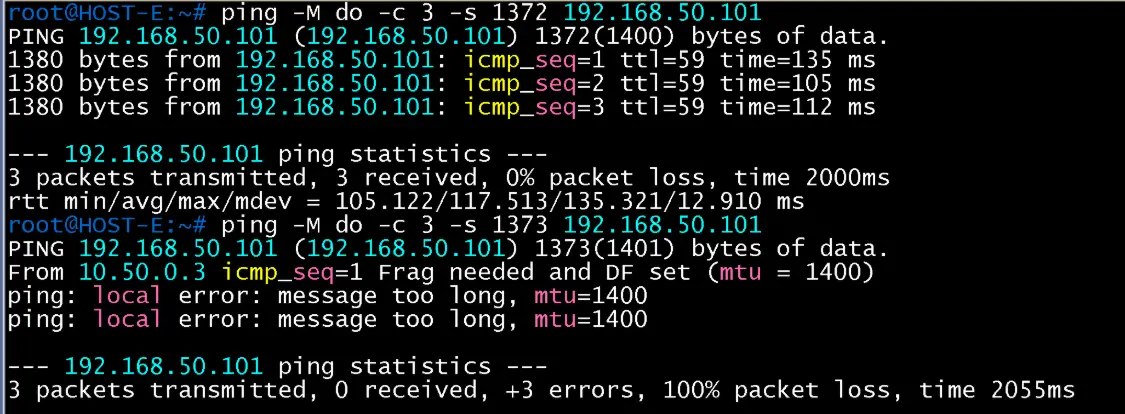 root@HOST-E:~# ping -M do -c 3 -s 1372 192.168.50.101
PING 192.168.50.101 (192.168.50.101) 1372(1400) bytes of data.
1380 bytes from 192.168.50.101: icmp_seq=1 ttl=59 time=135 ms
1380 bytes from 192.168.50.101: icmp_seq=2 ttl=59 time=105 ms
1380 bytes from 192.168.50.101: icmp_seq=3 ttl=59 time=112 ms
--- 192.168.50.101 ping statistics ---
3 packets transmitted, 3 received, 0% packet loss, time 2000ms
rtt min/avg/max/mdev = 105.122/117.513/135.321/12.910 ms
root@HOST-E:~# ping -M do -c 3 -s 1373 192.168.50.101
PING 192.168.50.101 (192.168.50.101) 1373(1401) bytes of data.
From 10.50.0.3 icmp_seq=1 Frag needed and DF set (mtu = 1400)
ping: local error: message too long, mtu=1400
ping: local error: message too long, mtu=1400
--- 192.168.50.101 ping statistics ---
3 packets transmitted, 0 received, +3 errors, 100% packet loss, time 2055ms